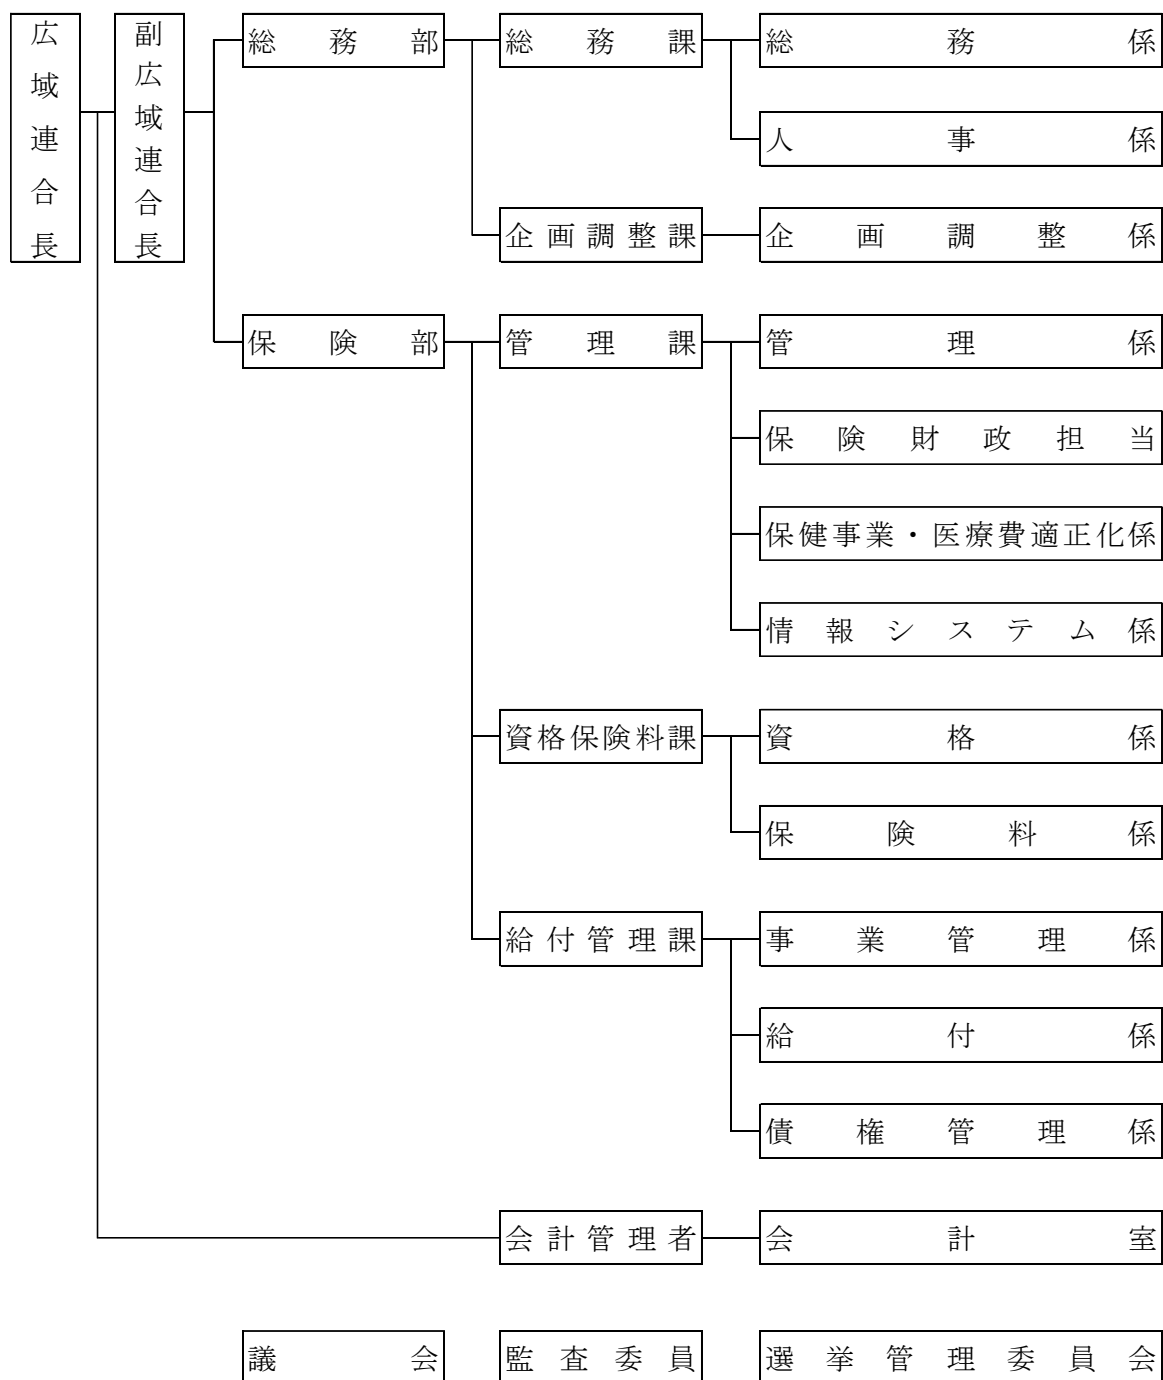 広域連合長
副広域連合長
総務部
総務課
総務係
人事係
企画調整課
企画調整係
保険部
管理課
管理係
保険財政担当
保健事業・医療費適正化係
情報システム係
資格保険料課
資格係
保険料係
給付管理課
事業管理係
給付係
債権管理係
会計管理者
会計室
議会
監査委員
選挙管理委員会